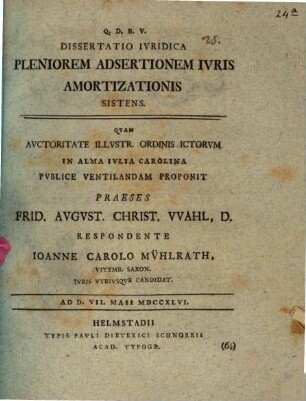 24a
Q. D. B. V.
25.
DISSERTATIO IVRIDICA
PLENIOREM ADSERTIONEM IVRIS
AMORTIZATIONIS
SISTENS.
QVAM
AVCTORITATE ILLVSTR. ORDINIS ICTORVM
IN ALMA IVLIA CAROLINA
PVBLICE VENTILANDAM PROPONIT
PRAESES
FRID. AVGVST. CHRIST. VVAHL, D.
RESPONDENTE
IOANNE CAROLO MÜHLRATH,
VITEMB. SAXON.
IVRIS VTRIVSQVE CANDIDAT.
AD D. VII. MAII MDCCXLVI.
HELMSTADII
TYPIS PAVLI DIETERICI SCHNORRII
ACAD. TYPOGR.